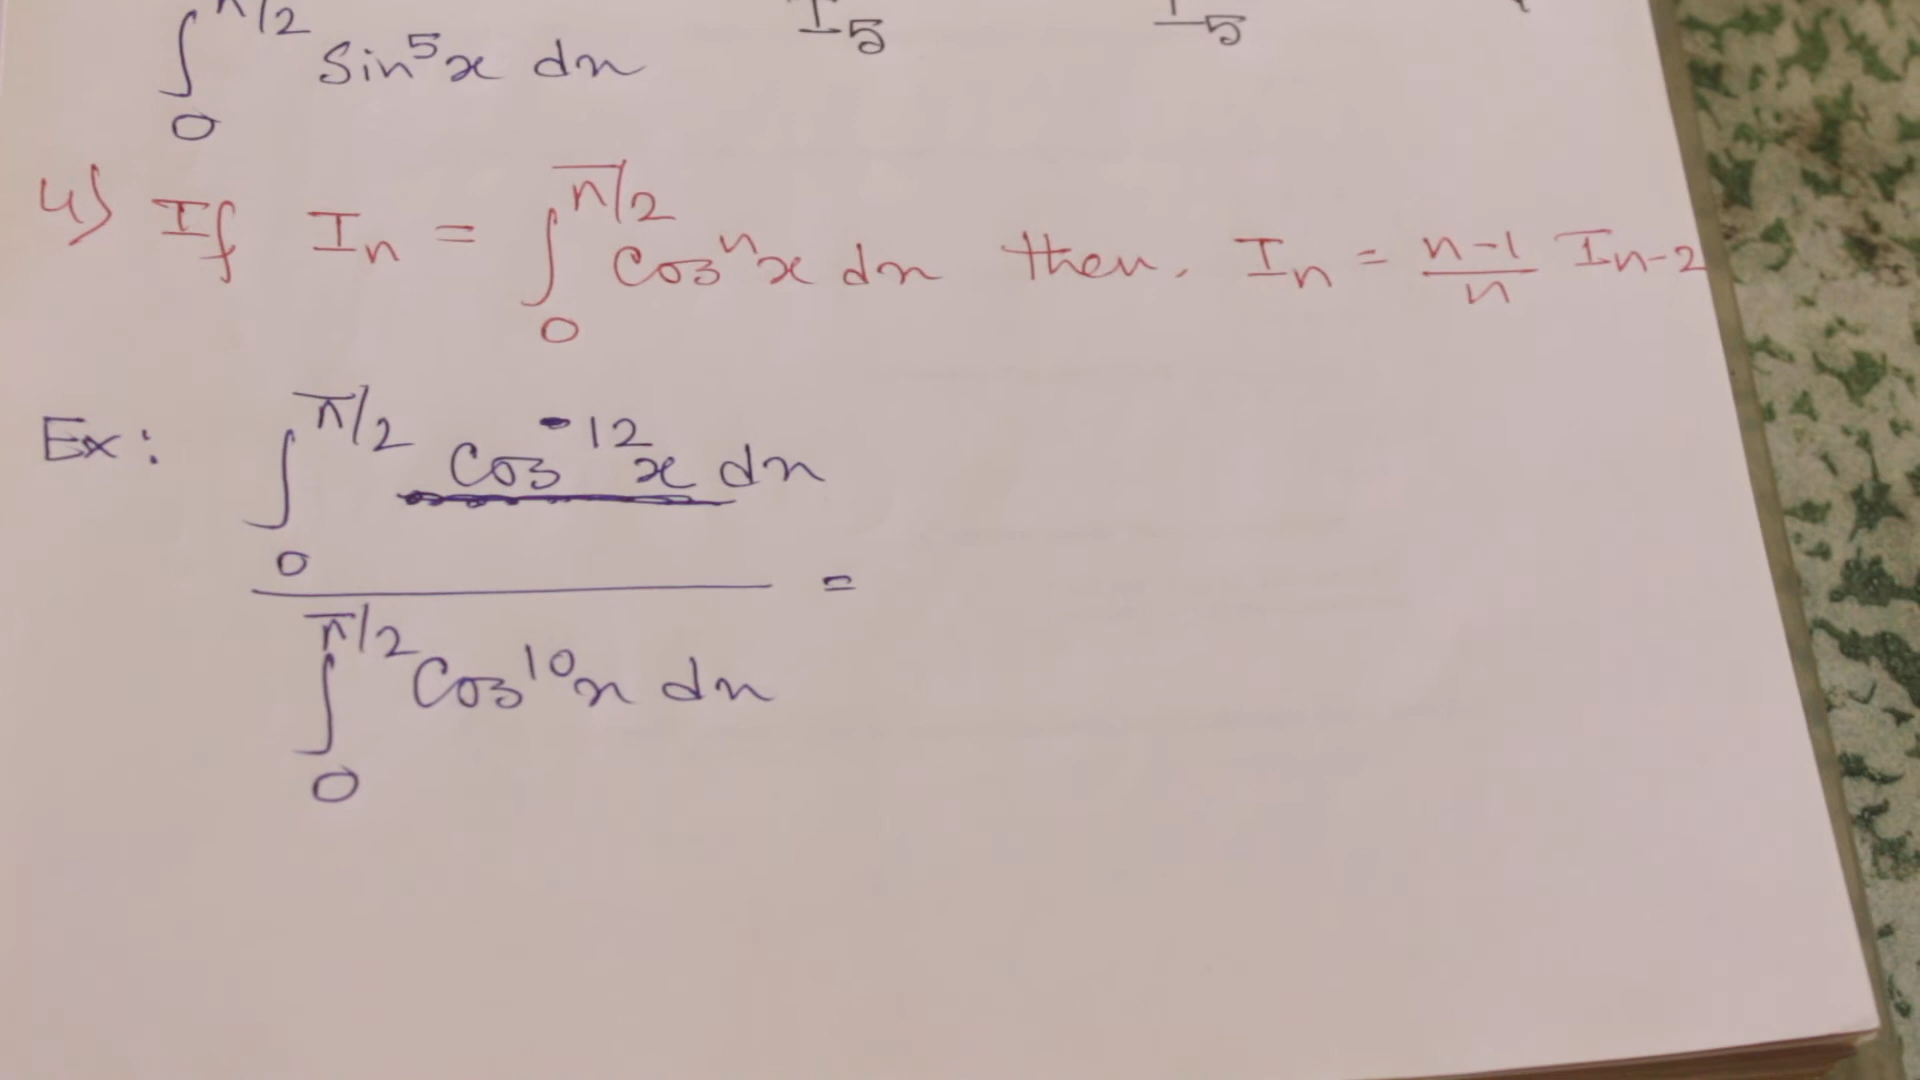 ∫₀^π/2 Sin⁵x dx I₅ I₅
4) If Iₙ = ∫₀^π/2 Cosⁿx dx then, Iₙ = (n-1)/n Iₙ₋₂
Ex: ∫₀^π/2 Cos¹²x dx
=
∫₀^π/2 Cos¹⁰x dx